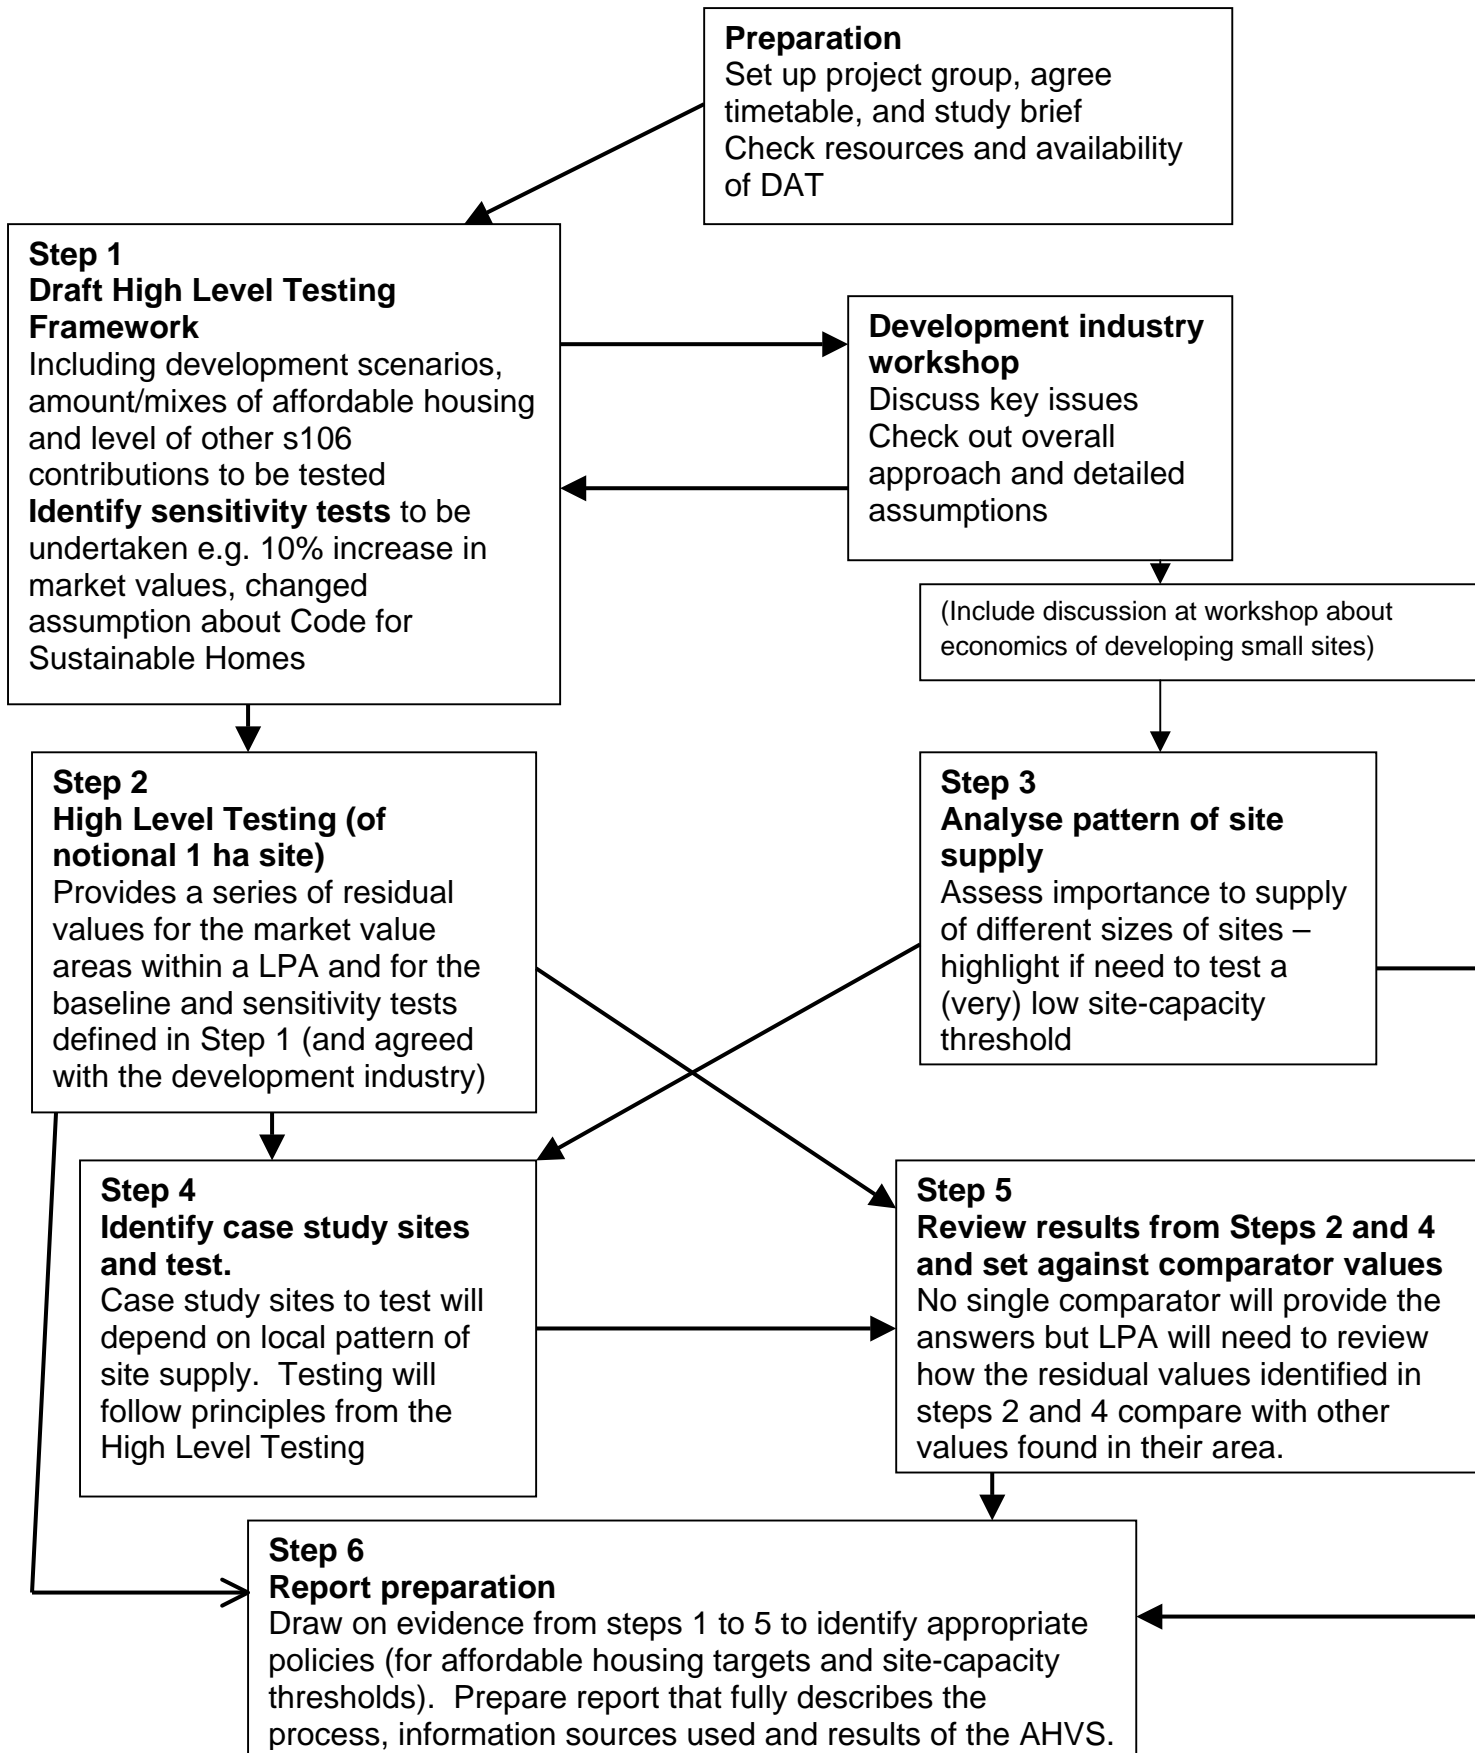 Preparation
Set up project group, agree
timetable, and study brief
Check resources and availability
of DAT
Step 1
Draft High Level Testing
Framework
Including development scenarios,
amount/mixes of affordable housing
and level of other s106
contributions to be tested
Identify sensitivity tests to be
undertaken e.g. 10% increase in
market values, changed
assumption about Code for
Sustainable Homes
Development industry
workshop
Discuss key issues
Check out overall
approach and detailed
assumptions
(Include discussion at workshop about
economics of developing small sites)
Step 2
High Level Testing (of
notional 1 ha site)
Provides a series of residual
values for the market value
areas within a LPA and for the
baseline and sensitivity tests
defined in Step 1 (and agreed
with the development industry)
Step 3
Analyse pattern of site
supply
Assess importance to supply
of different sizes of sites –
highlight if need to test a
(very) low site-capacity
threshold
Step 4
Identify case study sites
and test.
Case study sites to test will
depend on local pattern of
site supply.  Testing will
follow principles from the
High Level Testing
Step 5
Review results from Steps 2 and 4
and set against comparator values
No single comparator will provide the
answers but LPA will need to review
how the residual values identified in
steps 2 and 4 compare with other
values found in their area.
Step 6
Report preparation
Draw on evidence from steps 1 to 5 to identify appropriate
policies (for affordable housing targets and site-capacity
thresholds).  Prepare report that fully describes the
process, information sources used and results of the AHVS.